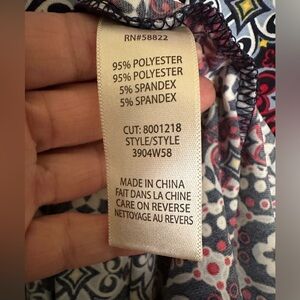 RN#58822
95% POLYESTER
95% POLYESTER
5% SPANDEX
5% SPANDEX
CUT: 8001218
STYLE/STYLE
3904W58
MADE IN CHINA
FAIT DANS LA CHINE
CARE ON REVERSE
NETTOYAGE AU REVERS